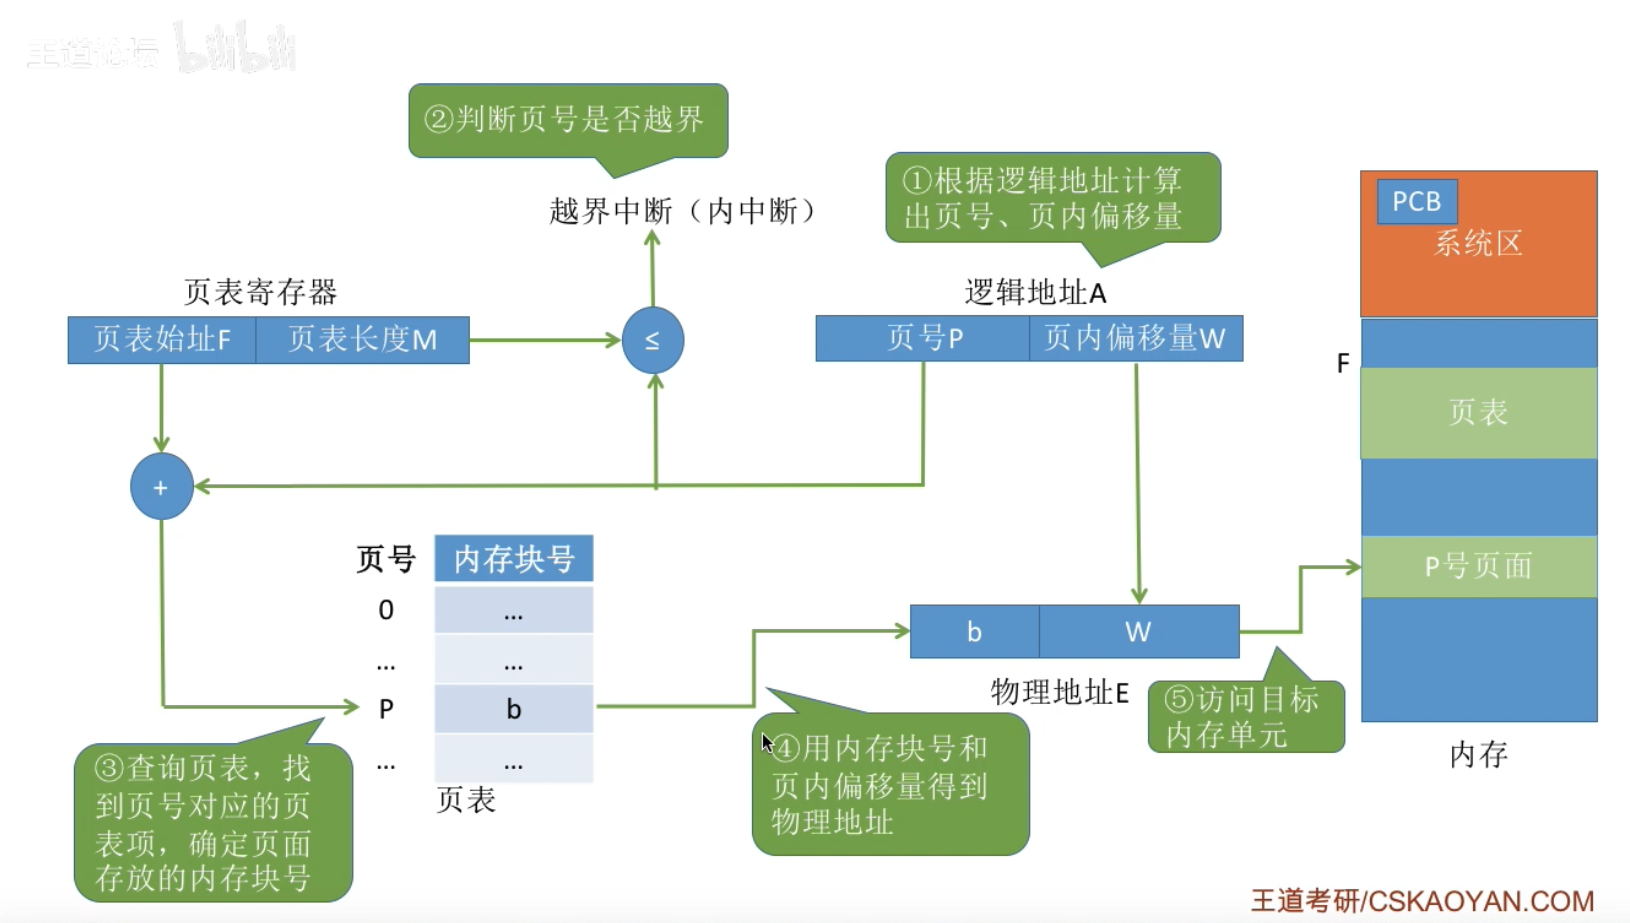 王道论坛 bilibili
②判断页号是否越界
越界中断（内中断）
①根据逻辑地址计算
出页号、页内偏移量
PCB
系统区
页表寄存器
逻辑地址A
页表始址F
页表长度M
≤
页号P
页内偏移量W
F
页表
+
页号
内存块号
0
...
...
...
P
b
...
...
页表
P号页面
b
W
物理地址E
③查询页表，找
到页号对应的页
表项，确定页面
存放的内存块号
④用内存块号和
页内偏移量得到
物理地址
⑤访问目标
内存单元
内存
王道考研/CSKAOYAN.COM